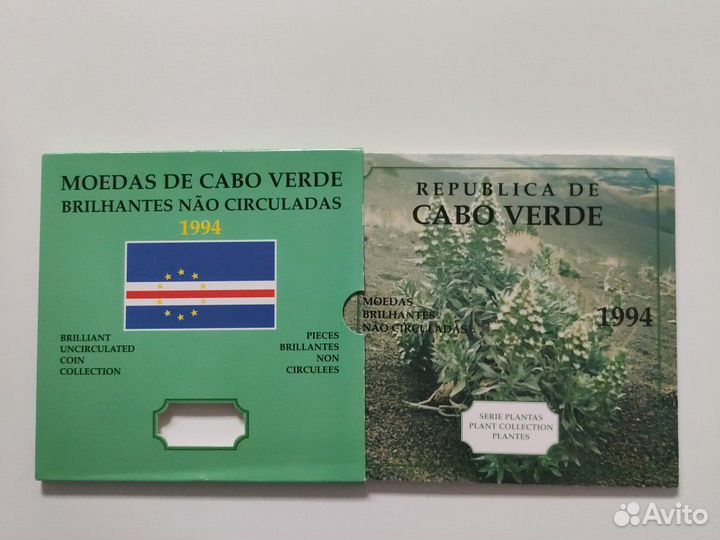 MOEDAS DE CABO VERDE
BRILHANTES NÃO CIRCULADAS
1994
BRILLIANT
UNCIRCULATED
COIN
COLLECTION
PIECES
BRILLANTES
NON
CIRCULEES
REPUBLICA DE
CABO VERDE
MOEDAS
BRILHANTES
NÃO CIRCULADAS
1994
SERIE PLANTAS
PLANT COLLECTION
PLANTES
Avito